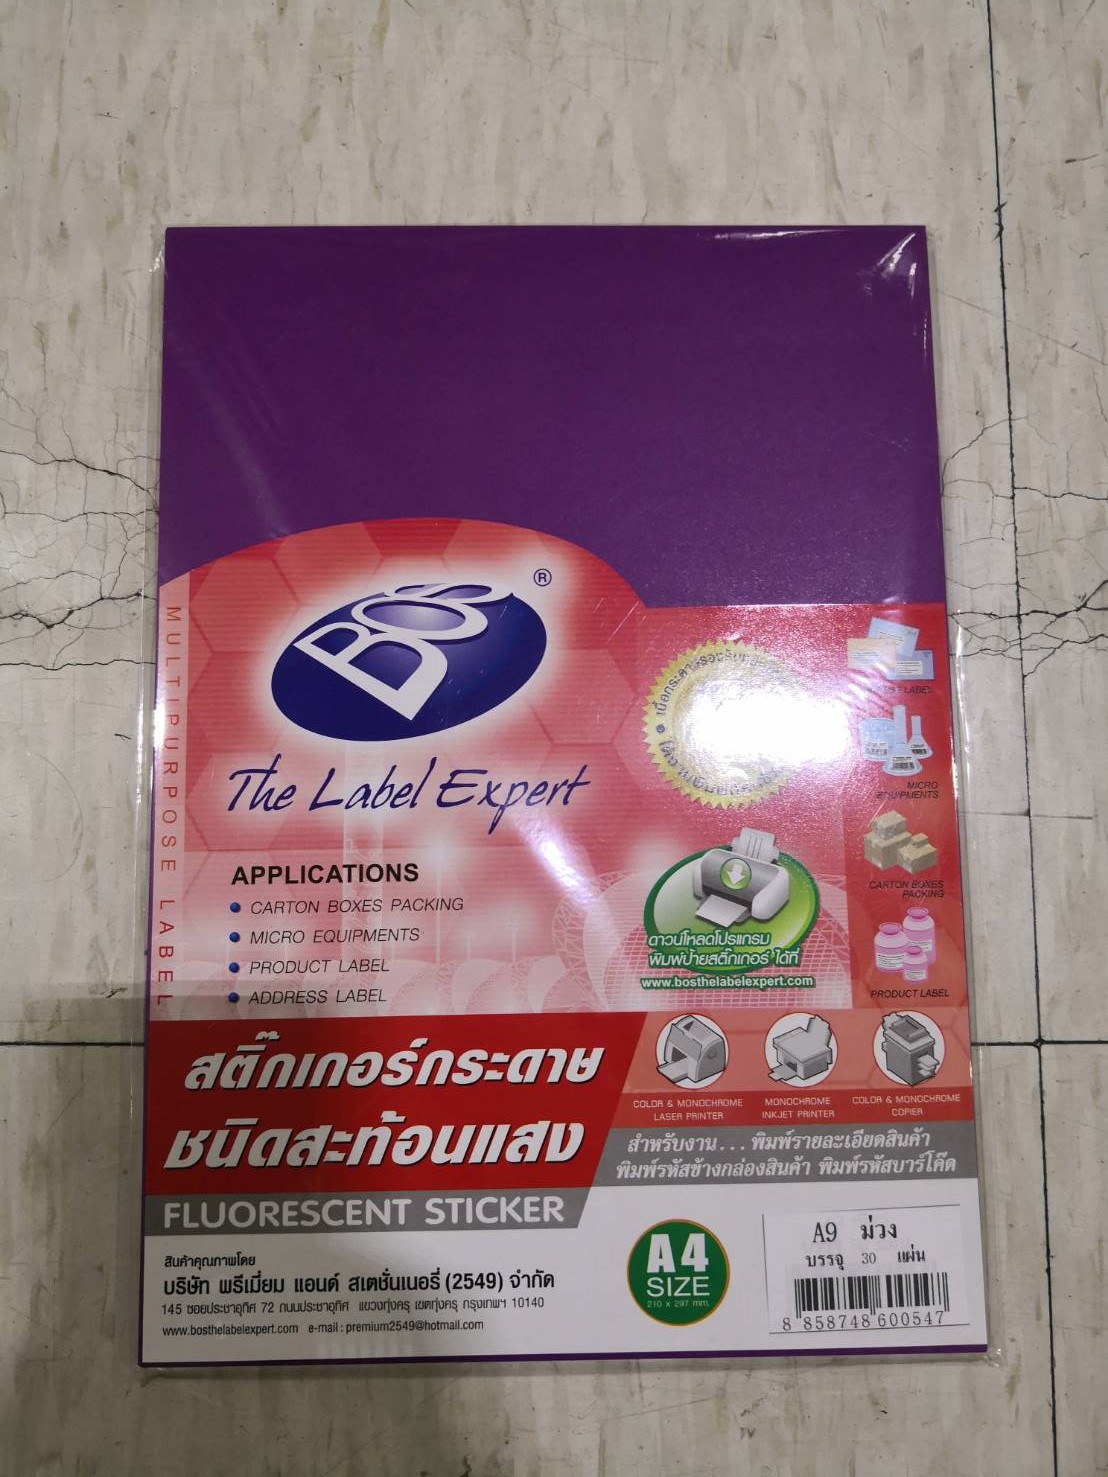 BOS ®
The Label Expert
MULTIPURPOSE LABEL
APPLICATIONS
CARTON BOXES PACKING
MICRO EQUIPMENTS
PRODUCT LABEL
ADDRESS LABEL
LABEL
MICRO
EQUIPMENTS
CARTON BOXES
PACKING
PRODUCT LABEL
ดาวน์โหลดโปรแกรม
พิมพ์ป้ายสติ๊กเกอร์ ได้ที่
www.bosthelabelexpert.com
สติ๊กเกอร์กระดาษ
ชนิดสะท้อนแสง
FLUORESCENT STICKER
COLOR & MONOCHROME
LASER PRINTER
MONOCHROME
INKJET PRINTER
COLOR & MONOCHROME
COPIER
สำหรับงาน... พิมพ์รายละเอียดสินค้า
พิมพ์รหัสข้างกล่องสินค้า พิมพ์รหัสบาร์โค๊ด
สินค้าคุณภาพโดย
บริษัท พรีเมี่ยม แอนด์ สเตชั่นเนอรี่ (2549) จำกัด
145 ซอยประชาอุทิศ 72 ถนนประชาอุทิศ แขวงทุ่งครุ เขตทุ่งครุ กรุงเทพฯ 10140
www.bosthelabelexpert.com e-mail : premium2549@hotmail.com
A4
SIZE
210 x 297 mm.
A9 ม่วง
บรรจุ 30 แผ่น
8 858748 600547